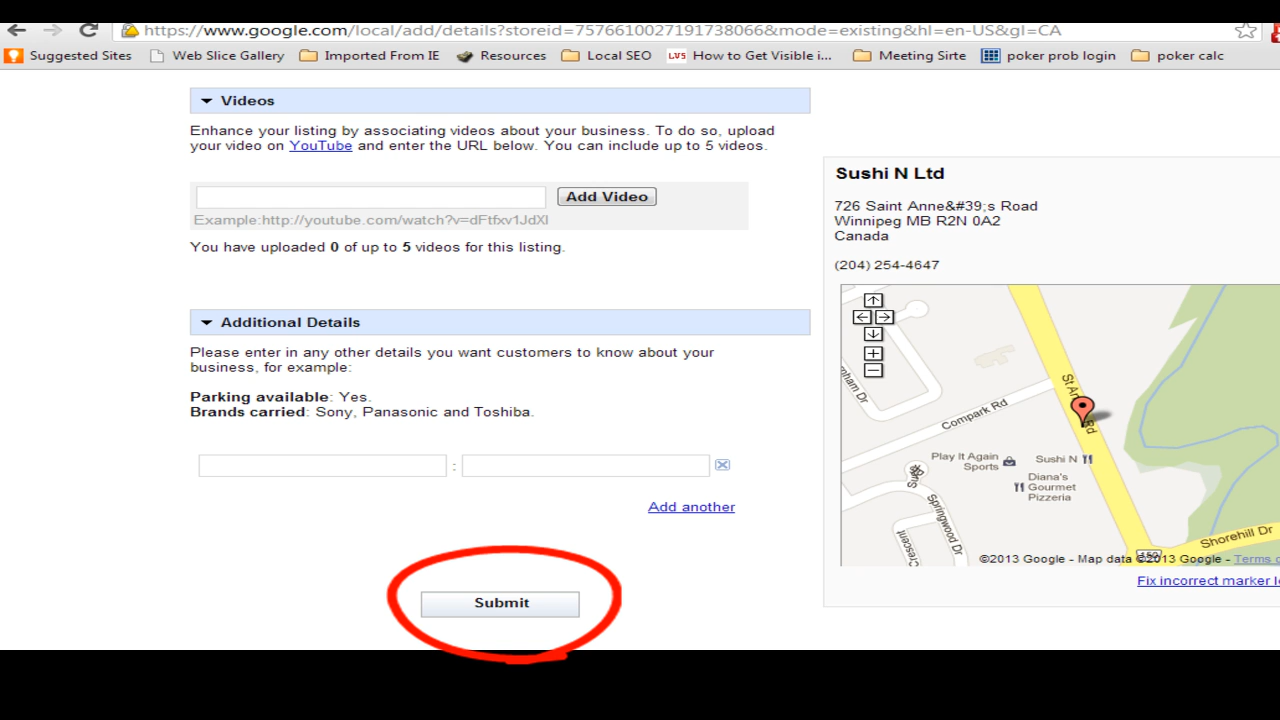 https://www.google.com/local/add/details?storeid=7576610027191738066&mode=existing&hl=en-US&gl=CA
Suggested Sites Web Slice Gallery Imported From IE Resources Local SEO LVS How to Get Visible i... Meeting Sirte poker prob login poker calc
Videos
Enhance your listing by associating videos about your business. To do so, upload
your video on YouTube and enter the URL below. You can include up to 5 videos.
Add Video
Example:http://youtube.com/watch?v=dFtfxv1JdXI
You have uploaded 0 of up to 5 videos for this listing.
Additional Details
Please enter in any other details you want customers to know about your
business, for example:
Parking available: Yes.
Brands carried: Sony, Panasonic and Toshiba.
:
Add another
Submit
Sushi N Ltd
726 Saint Anne&#39;s Road
Winnipeg MB R2N 0A2
Canada
(204) 254-4647
Compark Rd
Play It Again
Sports
Sushi N
Diana's
Gourmet
Pizzeria
Springwood Dr
Crescent
Shorehill Dr
150
©2013 Google - Map data ©2013 Google - Terms
Fix incorrect marker